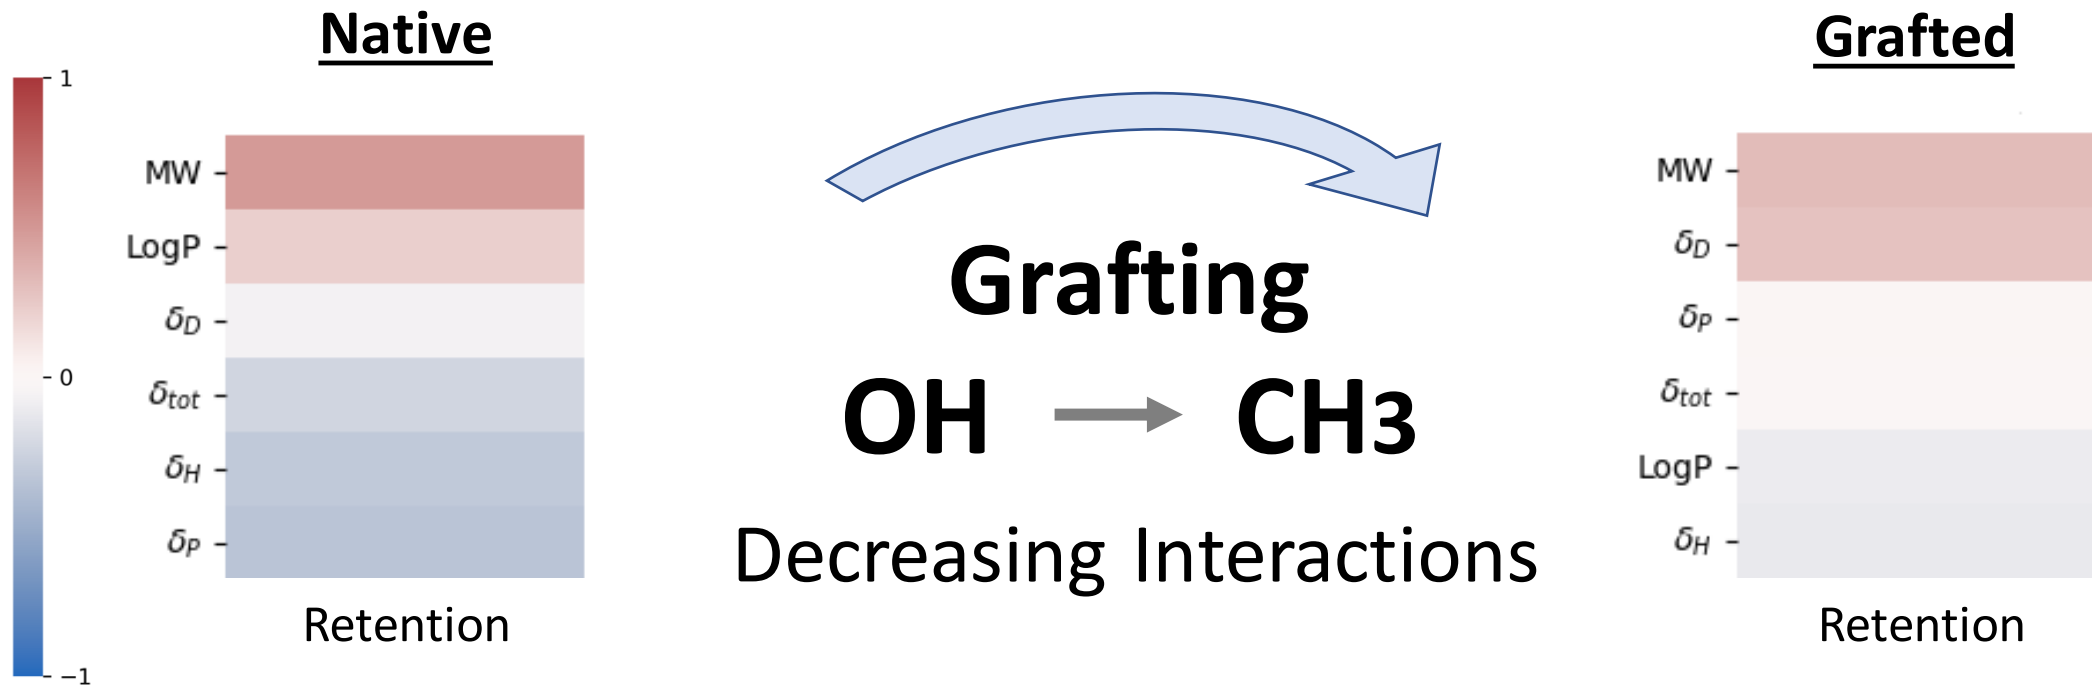 Native
1
0
−1
MW
LogP
δD
δtot
δH
δP
Retention
Grafting
OH → CH3
Decreasing Interactions
Grafted
MW
δD
δP
δtot
LogP
δH
Retention